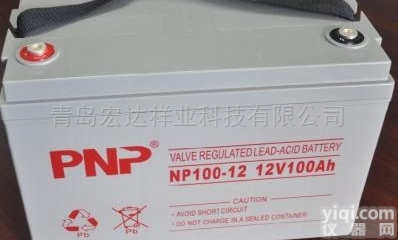 青岛宏达祥业科技有限公司
PNP®
VALVE REGULATED LEAD-ACID BATTERY
NP100-12 12V100Ah
CAUTION:
• AVOID SHORT CIRCUIT
• DO NOT CHARGE IN A SEALED CONTAINER
Pb
Pb
yiqi.com
仪器网